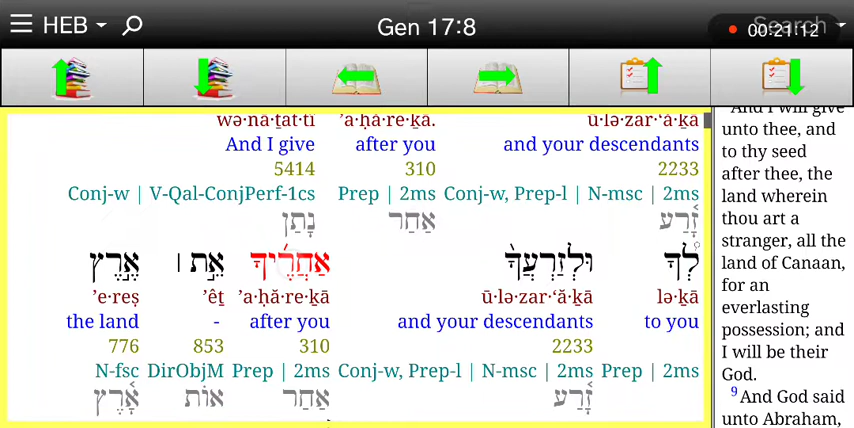 HEB
Gen 17:8
Search
00:21:12
wə·nā·ṯat·tî ’a·ḥă·re·ḵā. ū·lə·zar·‘ă·ḵā
And I give after you and your descendants
5414 310 2233
Conj-w | V-Qal-ConjPerf-1cs Prep | 2ms Conj-w, Prep-l | N-msc | 2ms
זֶ֫רַע אַחַר נָתַן
לְ֠ךָ וּלְזַרְעֲךָ֨ אַחֲרֶ֜יךָ אֵ֣ת ׀ אֶ֣רֶץ
’e·reṣ ’êṯ ’a·ḥă·re·ḵā ū·lə·zar·‘ă·ḵā lə·ḵā
the land - after you and your descendants to you
776 853 310 2233
N-fsc DirObjM Prep | 2ms Conj-w, Prep-l | N-msc | 2ms Prep | 2ms
זֶ֫רַע אַחַר אוֹת אֶ֫רֶץ
And I will give
unto thee, and
to thy seed
after thee, the
land wherein
thou art a
stranger, all the
land of Canaan,
for an
everlasting
possession; and
I will be their
God.
9 And God said
unto Abraham,